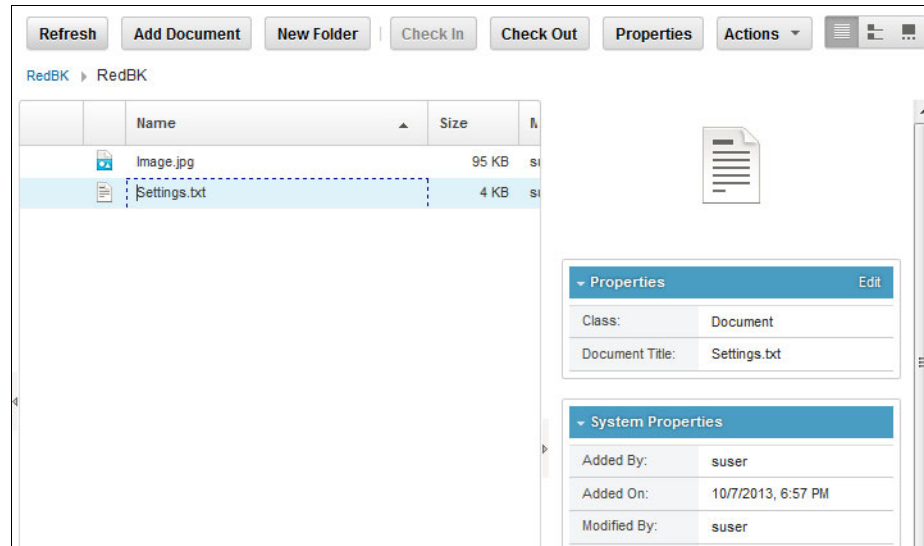 Refresh Add Document New Folder Check In Check Out Properties Actions
RedBK RedBK
Name Size
Image.jpg 95 KB
Settings.txt 4 KB
Properties Edit
Class: Document
Document Title: Settings.txt
System Properties
Added By: suser
Added On: 10/7/2013, 6:57 PM
Modified By: suser